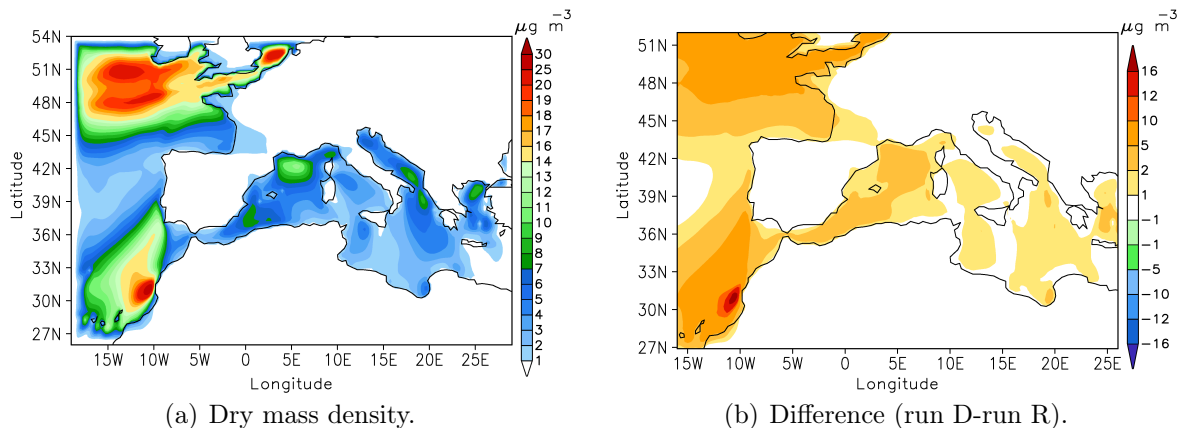 μg m⁻³
54N
51N
48N
45N
42N
39N
36N
33N
30N
27N
Latitude
15W 10W 5W 0 5E 10E 15E 20E 25E
Longitude
30
25
20
19
18
17
16
14
13
11
10
9
8
7
6
5
4
3
2
1
(a) Dry mass density.
μg m⁻³
51N
48N
45N
42N
39N
36N
33N
30N
27N
Latitude
15W 10W 5W 0 5E 10E 15E 20E 25E
Longitude
16
12
10
5
2
1
−1
−1
−5
−10
−12
−16
(b) Difference (run D-run R).